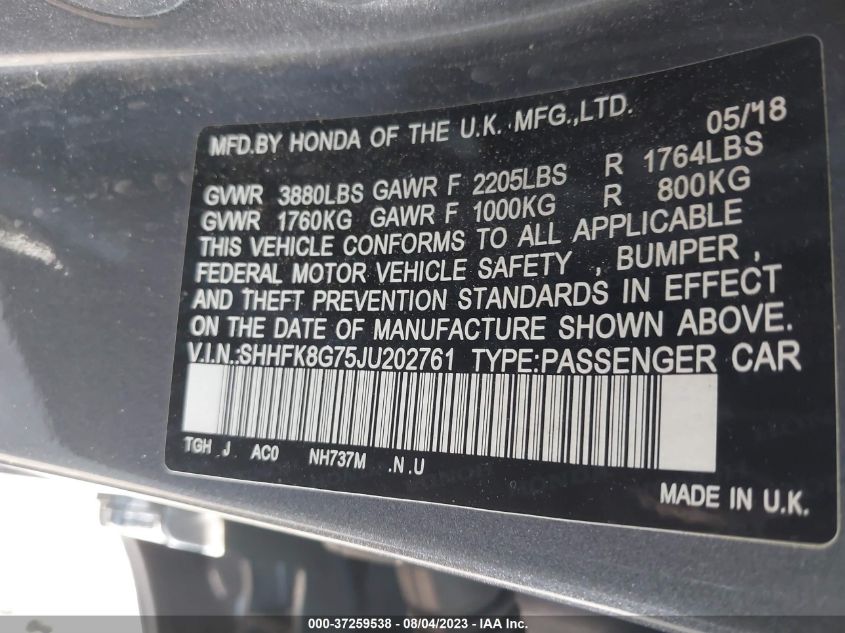 MFD.BY HONDA OF THE U.K. MFG.,LTD. 05/18
GVWR 3880LBS GAWR F 2205LBS R 1764LBS
GVWR 1760KG GAWR F 1000KG R 800KG
THIS VEHICLE CONFORMS TO ALL APPLICABLE
FEDERAL MOTOR VEHICLE SAFETY , BUMPER ,
AND THEFT PREVENTION STANDARDS IN EFFECT
ON THE DATE OF MANUFACTURE SHOWN ABOVE.
V.I.N.:SHHFK8G75JU202761 TYPE:PASSENGER CAR
TGH J AC0 NH737M .N.U
MADE IN U.K.
000-37259538 - 08/04/2023 - IAA Inc.